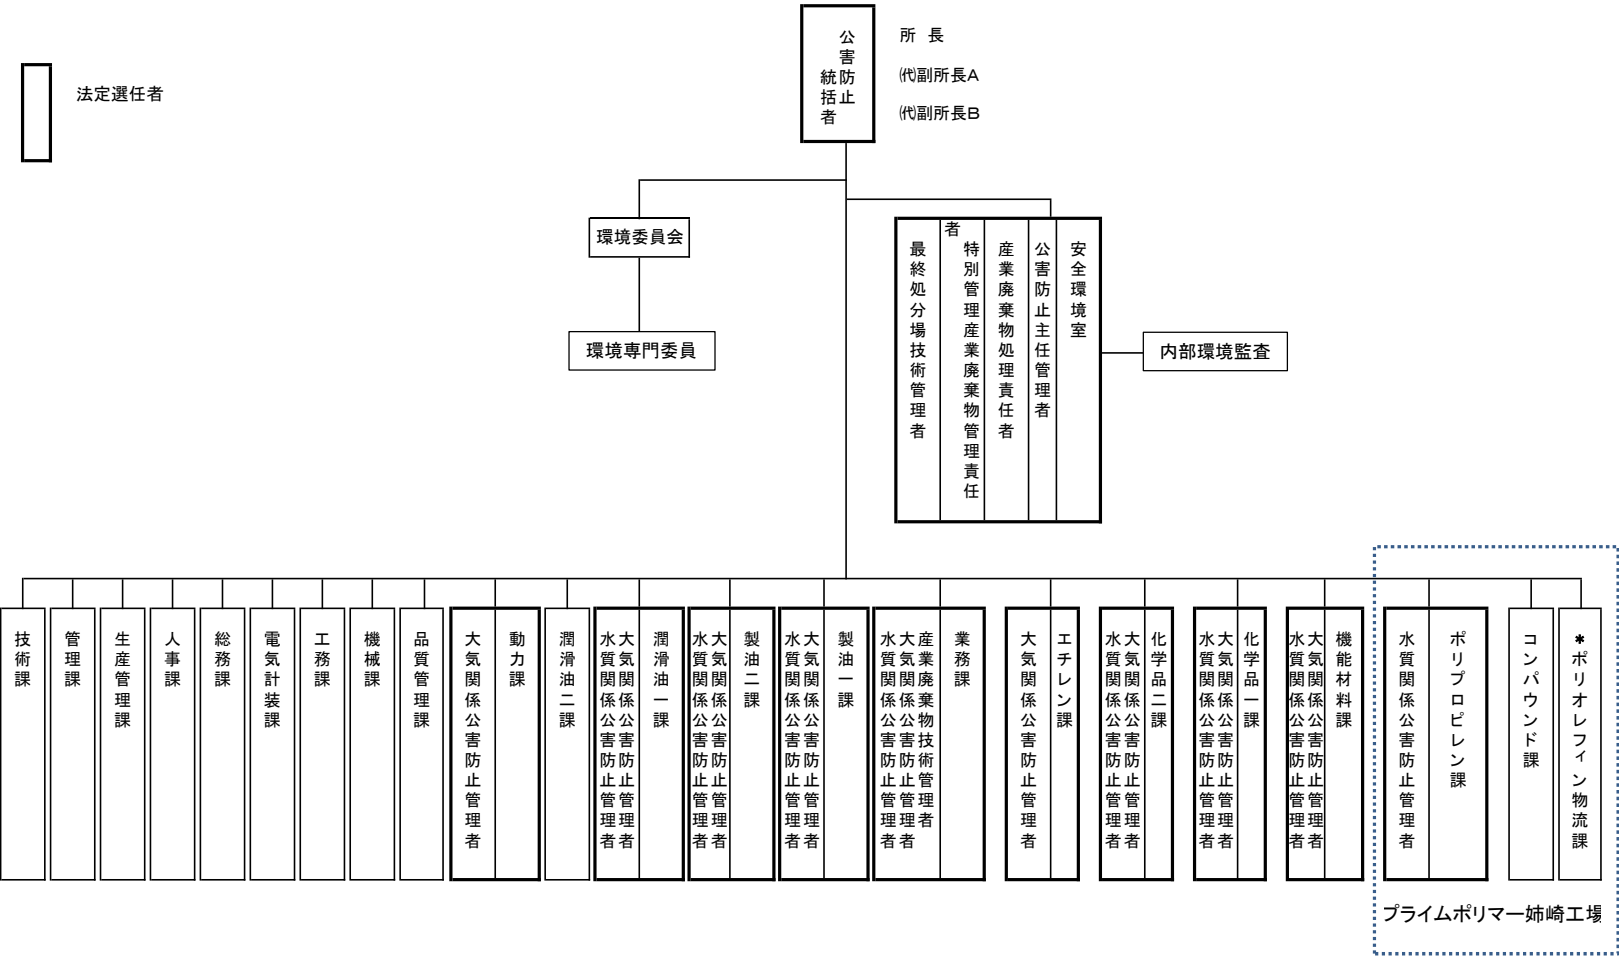 公害防止
統括者
所 長
㈹副所長A
㈹副所長B
法定選任者
環境委員会
環境専門委員
安全環境室
公害防止主任管理者
産業廃棄物処理責任者
特別管理産業廃棄物管理責任
者
最終処分場技術管理者
内部環境監査
技術課
管理課
生産管理課
人事課
総務課
電気計装課
工務課
機械課
品質管理課
動力課
大気関係公害防止管理者
潤滑油二課
潤滑油一課
大気関係公害防止管理者
水質関係公害防止管理者
製油二課
大気関係公害防止管理者
水質関係公害防止管理者
製油一課
大気関係公害防止管理者
水質関係公害防止管理者
業務課
産業廃棄物技術管理者
大気関係公害防止管理者
水質関係公害防止管理者
エチレン課
大気関係公害防止管理者
化学品二課
大気関係公害防止管理者
水質関係公害防止管理者
化学品一課
大気関係公害防止管理者
水質関係公害防止管理者
機能材料課
大気関係公害防止管理者
水質関係公害防止管理者
ポリプロピレン課
水質関係公害防止管理者
コンパウンド課
*ポリオレフィン物流課
プライムポリマー姉崎工場